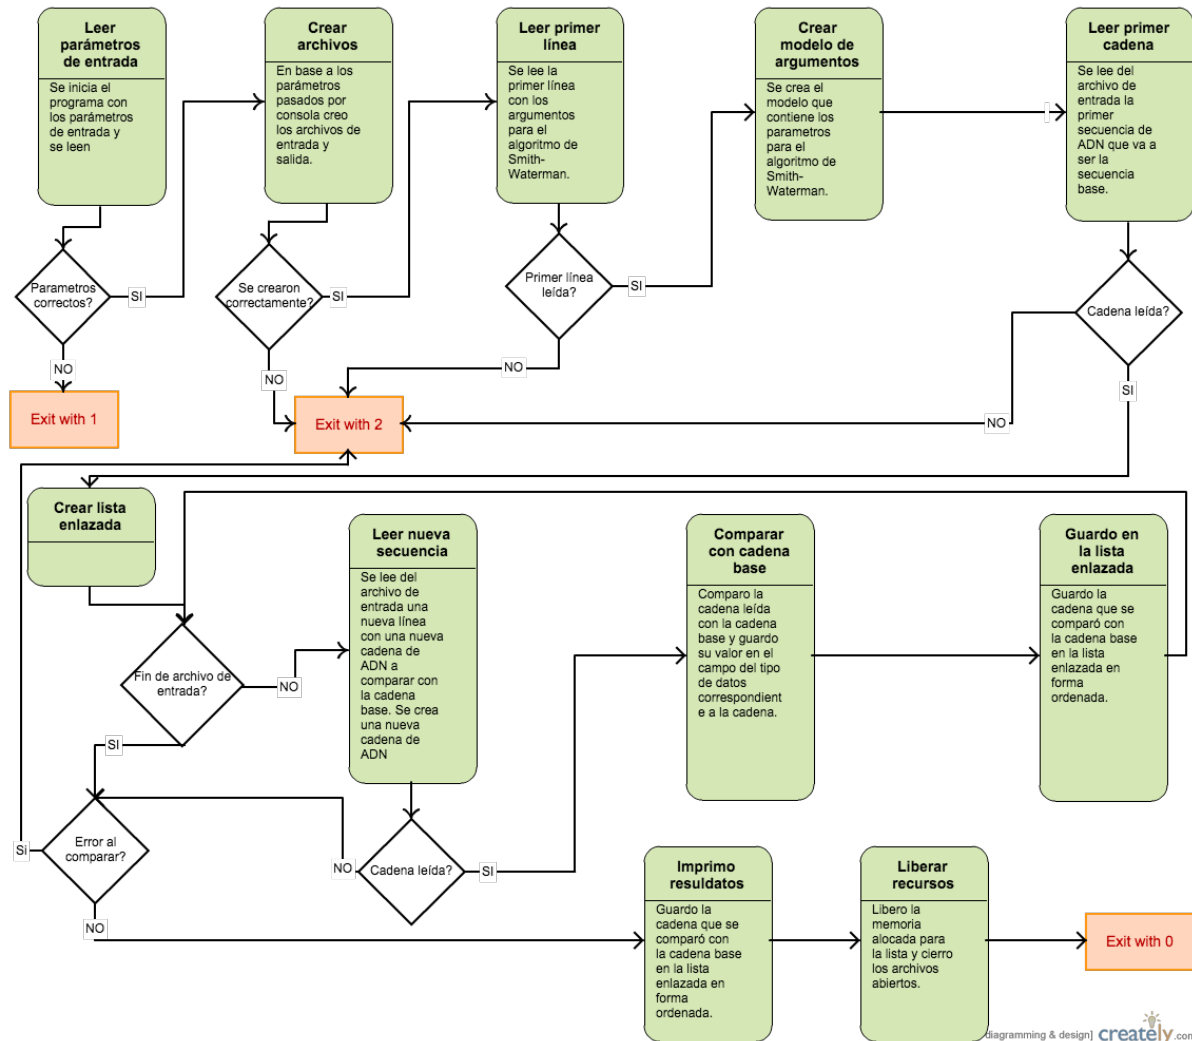 Leer
parámetros
de entrada
Se inicia el
programa con
los parámetros
de entrada y
se leen
Crear
archivos
En base a los
parámetros
pasados por
consola creo
los archivos de
entrada y
salida.
Leer primer
línea
Se lee la
primer línea
con los
argumentos
para el
algoritmo de
Smith-
Waterman.
Crear
modelo de
argumentos
Se crea el
modelo que
contiene los
parametros
para el
algoritmo de
Smith-
Waterman.
Leer primer
cadena
Se lee del
archivo de
entrada la
primer
secuencia de
ADN que va a
ser la
secuencia
base.
Parametros
correctos?
SI
Se crearon
correctamente?
SI
Primer línea
leída?
SI
Cadena leída?
NO
NO
NO
NO
SI
Exit with 1
Exit with 2
Crear lista
enlazada
Leer nueva
secuencia
Se lee del
archivo de
entrada una
nueva línea
con una nueva
cadena de
ADN a
comparar con
la cadena
base. Se crea
una nueva
cadena de
ADN
Comparar
con cadena
base
Comparo la
cadena leída
con la cadena
base y guardo
su valor en el
campo del tipo
de datos
correspondient
e a la cadena.
Guardo en
la lista
enlazada
Guardo la
cadena que se
comparó con
la cadena base
en la lista
enlazada en
forma
ordenada.
Fin de archivo de
entrada?
NO
SI
Error al
comparar?
Si
NO
Cadena leída?
NO
SI
Imprimo
resuldatos
Guardo la
cadena que se
comparó con
la cadena base
en la lista
enlazada en
forma
ordenada.
Liberar
recursos
Libero la
memoria
alocada para
la lista y cierro
los archivos
abiertos.
Exit with 0
diagramming & design] creately.com